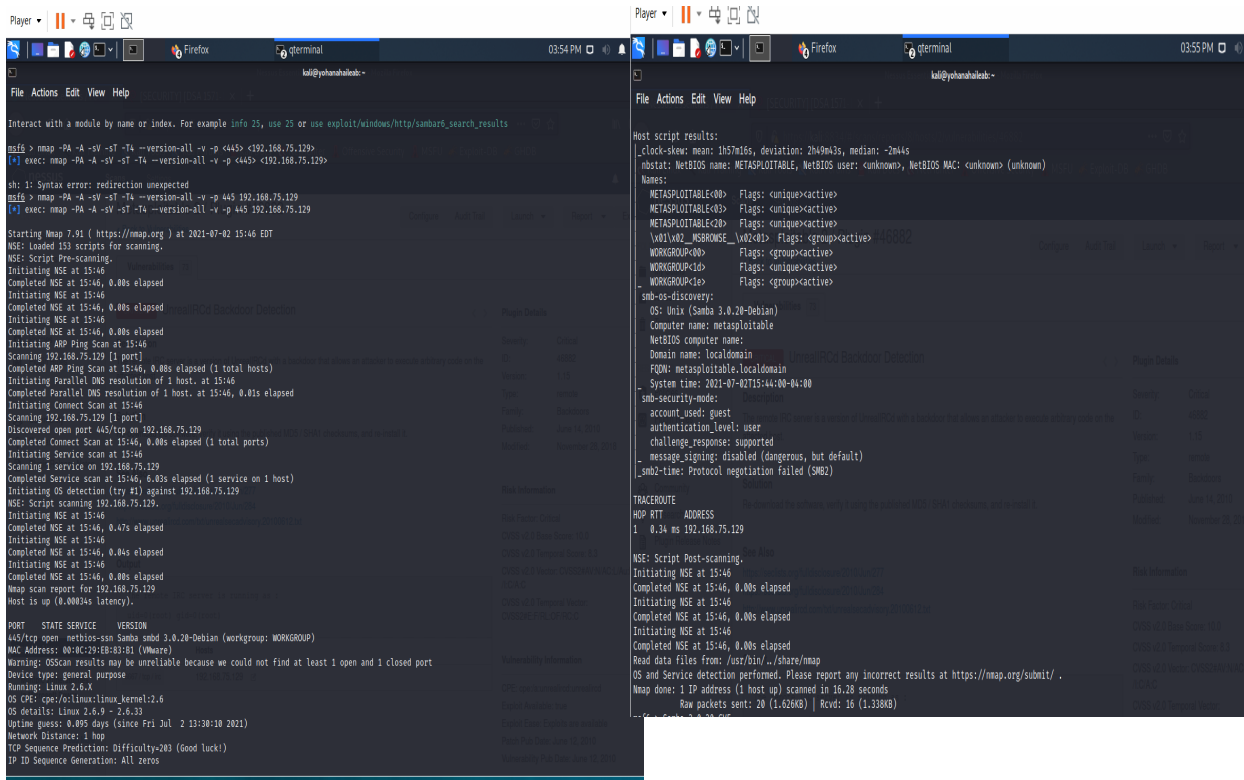 Player
Firefox
qterminal
03:54 PM
kali@yohanahaileab: ~
File Actions Edit View Help
Interact with a module by name or index. For example info 25, use 25 or use exploit/windows/http/sambar6_search_results
msf6 > nmap -PA -A -sV -sT -T4 --version-all -v -p <445> <192.168.75.129>
[*] exec: nmap -PA -A -sV -sT -T4 --version-all -v -p <445> <192.168.75.129>
sh: 1: Syntax error: redirection unexpected
msf6 > nmap -PA -A -sV -sT -T4 --version-all -v -p 445 192.168.75.129
[*] exec: nmap -PA -A -sV -sT -T4 --version-all -v -p 445 192.168.75.129
Starting Nmap 7.91 ( https://nmap.org ) at 2021-07-02 15:46 EDT
NSE: Loaded 153 scripts for scanning.
NSE: Script Pre-scanning.
Initiating NSE at 15:46
Completed NSE at 15:46, 0.00s elapsed
Initiating NSE at 15:46
Completed NSE at 15:46, 0.00s elapsed
Initiating NSE at 15:46
Completed NSE at 15:46, 0.00s elapsed
Initiating ARP Ping Scan at 15:46
Scanning 192.168.75.129 [1 port]
Completed ARP Ping Scan at 15:46, 0.08s elapsed (1 total hosts)
Initiating Parallel DNS resolution of 1 host. at 15:46
Completed Parallel DNS resolution of 1 host. at 15:46, 0.01s elapsed
Initiating Connect Scan at 15:46
Scanning 192.168.75.129 [1 port]
Discovered open port 445/tcp on 192.168.75.129
Completed Connect Scan at 15:46, 0.00s elapsed (1 total ports)
Initiating Service scan at 15:46
Scanning 1 service on 192.168.75.129
Completed Service scan at 15:46, 6.03s elapsed (1 service on 1 host)
Initiating OS detection (try #1) against 192.168.75.129
NSE: Script scanning 192.168.75.129.
Initiating NSE at 15:46
Completed NSE at 15:46, 0.47s elapsed
Initiating NSE at 15:46
Completed NSE at 15:46, 0.04s elapsed
Initiating NSE at 15:46
Completed NSE at 15:46, 0.00s elapsed
Nmap scan report for 192.168.75.129
Host is up (0.00034s latency).
PORT STATE SERVICE VERSION
445/tcp open netbios-ssn Samba smbd 3.0.20-Debian (workgroup: WORKGROUP)
MAC Address: 00:0C:29:EB:83:B1 (VMware)
Warning: OSScan results may be unreliable because we could not find at least 1 open and 1 closed port
Device type: general purpose
Running: Linux 2.6.X
OS CPE: cpe:/o:linux:linux_kernel:2.6
OS details: Linux 2.6.9 - 2.6.33
Uptime guess: 0.095 days (since Fri Jul 2 13:30:10 2021)
Network Distance: 1 hop
TCP Sequence Prediction: Difficulty=203 (Good luck!)
IP ID Sequence Generation: All zeros
Player
Firefox
qterminal
03:55 PM
kali@yohanahaileab: ~
File Actions Edit View Help
Host script results:
|_clock-skew: mean: 1h57m16s, deviation: 2h49m43s, median: -2m44s
| nbstat: NetBIOS name: METASPLOITABLE, NetBIOS user: <unknown>, NetBIOS MAC: <unknown> (unknown)
| Names:
| METASPLOITABLE<00> Flags: <unique><active>
| METASPLOITABLE<03> Flags: <unique><active>
| METASPLOITABLE<20> Flags: <unique><active>
| \x01\x02__MSBROWSE__\x02<01> Flags: <group><active>
| WORKGROUP<00> Flags: <group><active>
| WORKGROUP<1d> Flags: <unique><active>
|_ WORKGROUP<1e> Flags: <group><active>
| smb-os-discovery:
| OS: Unix (Samba 3.0.20-Debian)
| Computer name: metasploitable
| NetBIOS computer name:
| Domain name: localdomain
| FQDN: metasploitable.localdomain
|_ System time: 2021-07-02T15:44:00-04:00
| smb-security-mode:
| account_used: guest
| authentication_level: user
| challenge_response: supported
|_ message_signing: disabled (dangerous, but default)
|_smb2-time: Protocol negotiation failed (SMB2)
TRACEROUTE
HOP RTT ADDRESS
1 0.34 ms 192.168.75.129
NSE: Script Post-scanning.
Initiating NSE at 15:46
Completed NSE at 15:46, 0.00s elapsed
Initiating NSE at 15:46
Completed NSE at 15:46, 0.00s elapsed
Initiating NSE at 15:46
Completed NSE at 15:46, 0.00s elapsed
Read data files from: /usr/bin/../share/nmap
OS and Service detection performed. Please report any incorrect results at https://nmap.org/submit/ .
Nmap done: 1 IP address (1 host up) scanned in 16.28 seconds
Raw packets sent: 20 (1.626KB) | Rcvd: 16 (1.338KB)